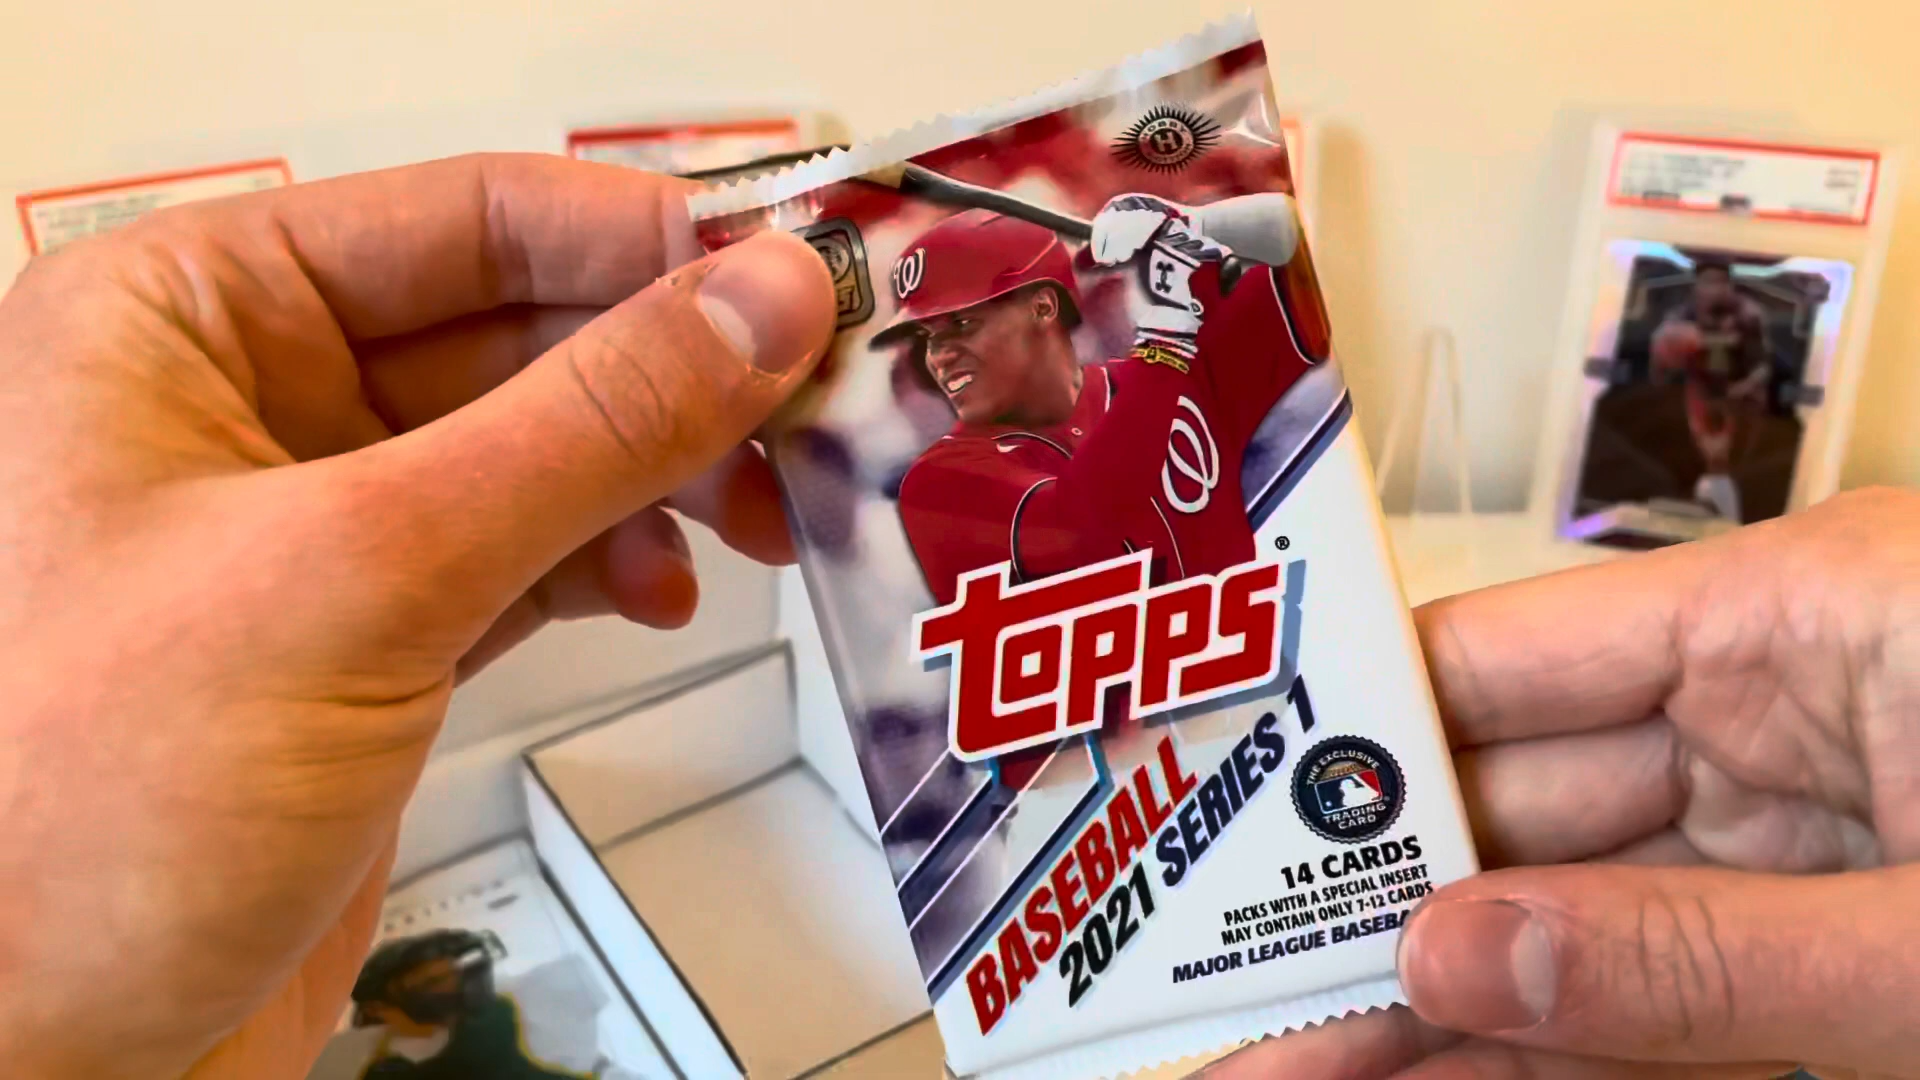 HOBBY
H
W
W
TOPPS®
BASEBALL
2021 SERIES 1
THE EXCLUSIVE
TRADING
CARD
14 CARDS
PACKS WITH A SPECIAL INSERT
MAY CONTAIN ONLY 7-12 CARDS
MAJOR LEAGUE BASEBA